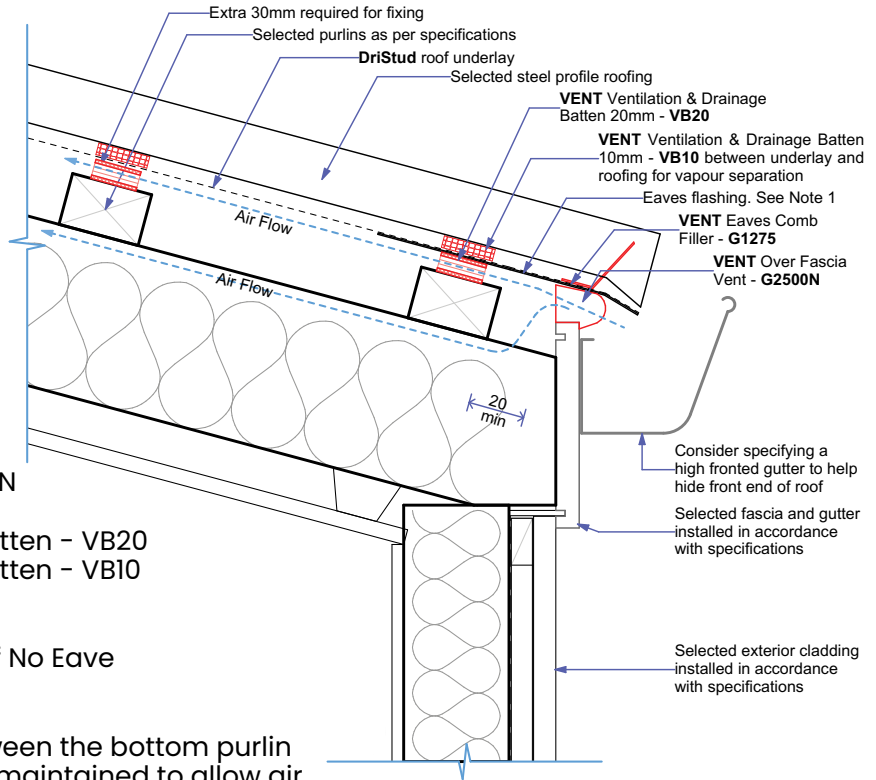 Extra 30mm required for fixing
Selected purlins as per specifications
DriStud roof underlay
Selected steel profile roofing
VENT Ventilation & Drainage
Batten 20mm - VB20
VENT Ventilation & Drainage Batten
10mm - VB10 between underlay and
roofing for vapour separation
Eaves flashing. See Note 1
VENT Eaves Comb
Filler - G1275
VENT Over Fascia
Vent - G2500N
Air Flow
Air Flow
20
min
Consider specifying a
high fronted gutter to help
hide front end of roof
Selected fascia and gutter
installed in accordance
with specifications
Selected exterior cladding
installed in accordance
with specifications
N
tten - VB20
tten - VB10
No Eave
ween the bottom purlin
maintained to allow air